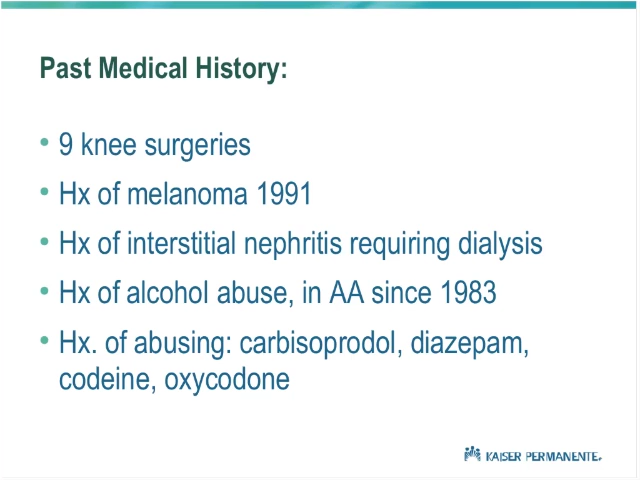 Past Medical History:
• 9 knee surgeries
• Hx of melanoma 1991
• Hx of interstitial nephritis requiring dialysis
• Hx of alcohol abuse, in AA since 1983
• Hx. of abusing: carbisoprodol, diazepam,
codeine, oxycodone
KAISER PERMANENTE.